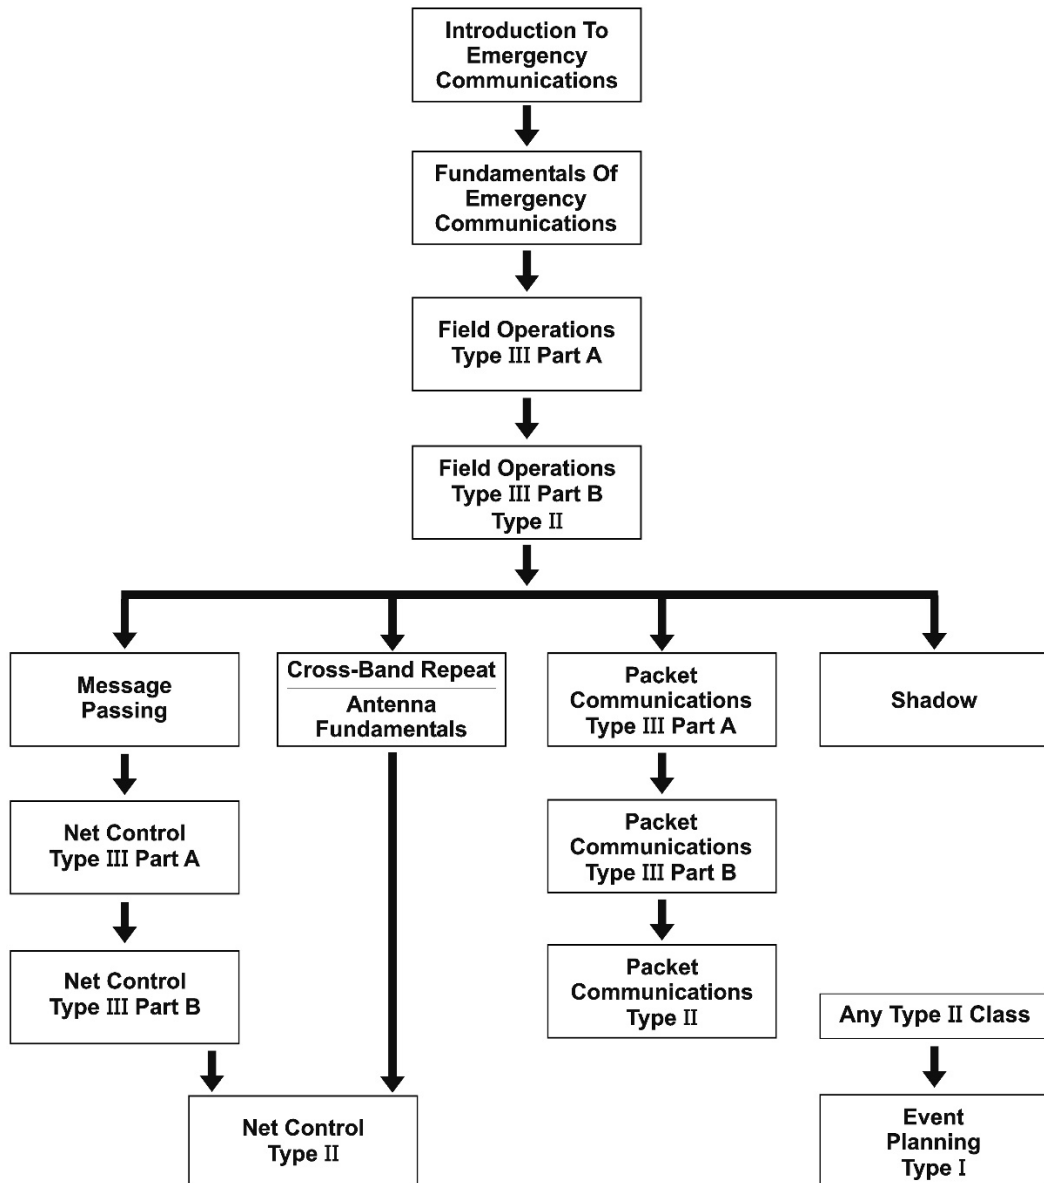 Introduction To
Emergency
Communications
Fundamentals Of
Emergency
Communications
Field Operations
Type III Part A
Field Operations
Type III Part B
Type II
Message
Passing
Cross-Band Repeat
Antenna
Fundamentals
Packet
Communications
Type III Part A
Shadow
Net Control
Type III Part A
Packet
Communications
Type III Part B
Net Control
Type III Part B
Packet
Communications
Type II
Any Type II Class
Net Control
Type II
Event
Planning
Type I